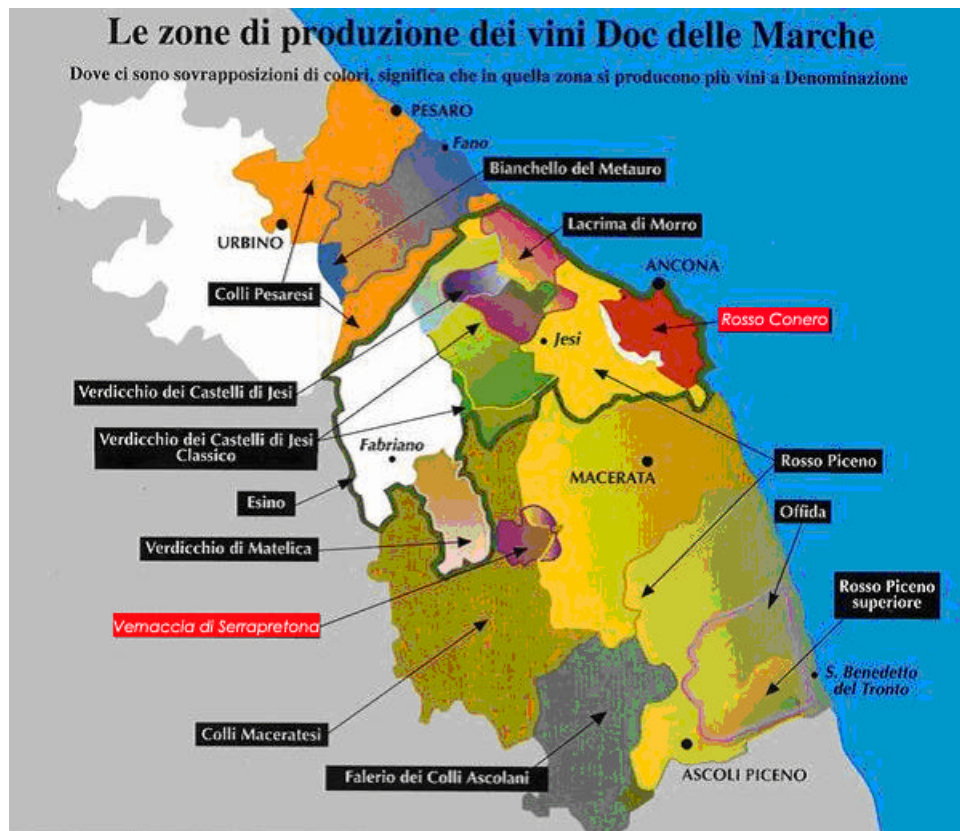 Le zone di produzione dei vini Doc delle Marche
Dove ci sono sovrapposizioni di colori, significa che in quella zona si producono più vini a Denominazione
PESARO
Fano
Bianchello del Metauro
Lacrima di Morro
URBINO
ANCONA
Colli Pesaresi
Rosso Conero
Jesi
Verdicchio dei Castelli di Jesi
Verdicchio dei Castelli di Jesi
Classico
Fabriano
Rosso Piceno
MACERATA
Esino
Offida
Verdicchio di Matelica
Rosso Piceno
superiore
Vernaccia di Serrapretona
S. Benedetto
del Tronto
Colli Maceratesi
Falerio dei Colli Ascolani
ASCOLI PICENO